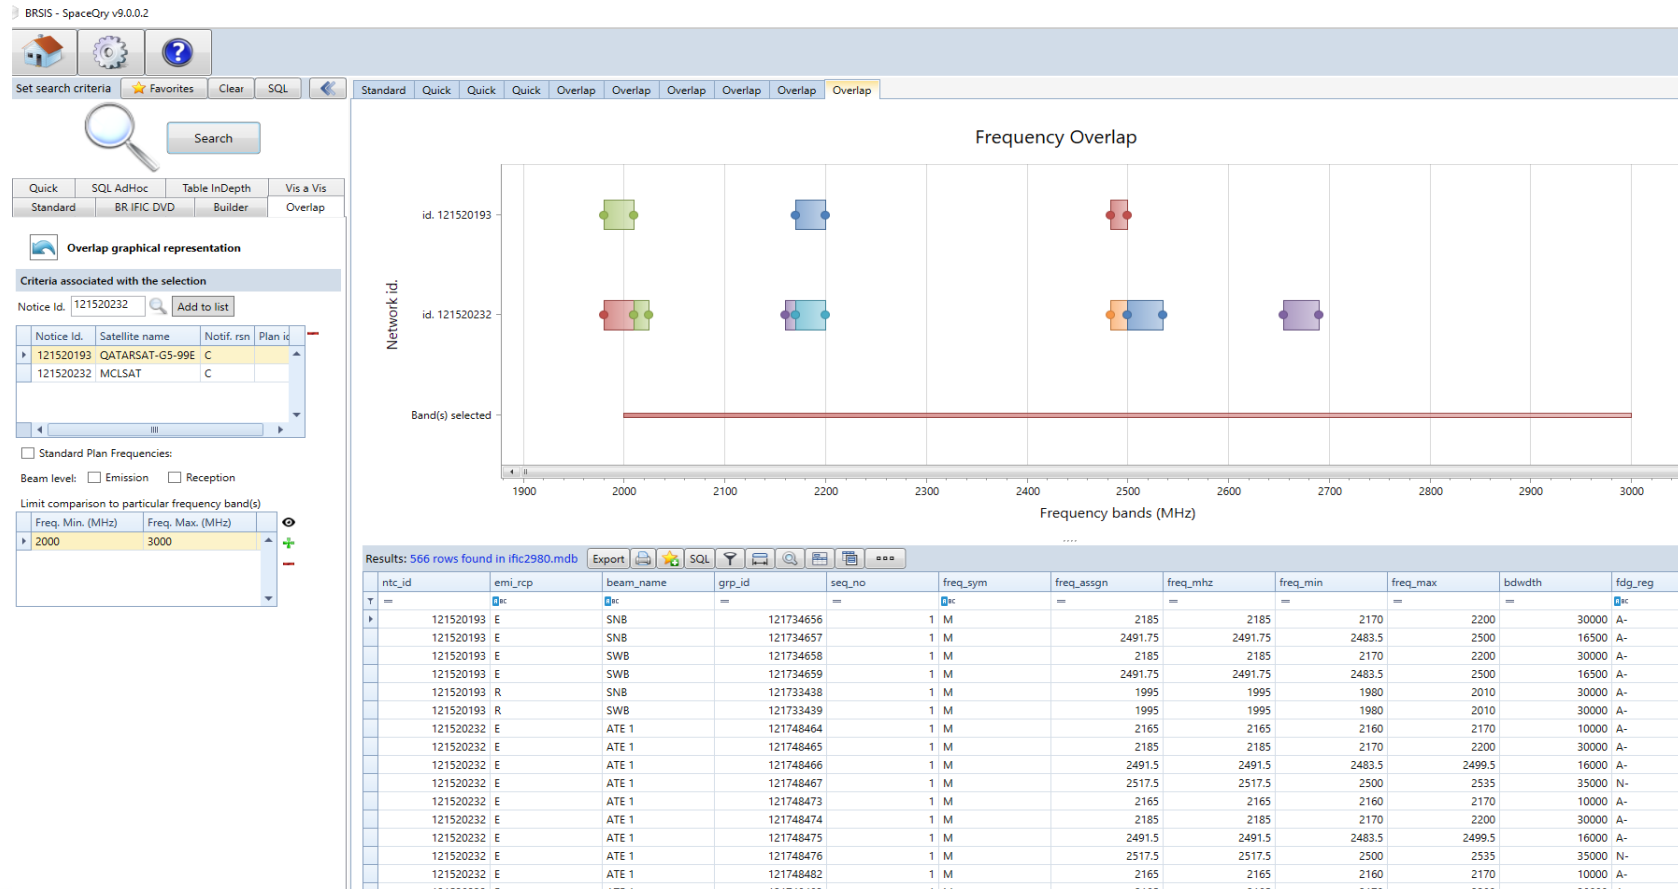 BRSIS - SpaceQry v9.0.0.2
Set search criteria Favorites Clear SQL
Search
Quick SQL AdHoc Table InDepth Vis a Vis
Standard BR IFIC DVD Builder Overlap
Overlap graphical representation
Criteria associated with the selection
Notice Id. 121520232 Add to list
Notice Id. Satellite name Notif. rsn Plan ic
121520193 QATARSAT-G5-99E C
121520232 MCLSAT C
Standard Plan Frequencies:
Beam level: Emission Reception
Limit comparison to particular frequency band(s)
Freq. Min. (MHz) Freq. Max. (MHz)
2000 3000
Standard Quick Quick Quick Overlap Overlap Overlap Overlap Overlap Overlap
Frequency Overlap
Network id.
id. 121520193
id. 121520232
Band(s) selected
1900 2000 2100 2200 2300 2400 2500 2600 2700 2800 2900 3000
Frequency bands (MHz)
Results: 566 rows found in ific2980.mdb Export SQL
ntc_id emi_rcp beam_name grp_id seq_no freq_sym freq_assgn freq_mhz freq_min freq_max bdwdth fdg_reg
121520193 E SNB 121734656 1 M 2185 2185 2170 2200 30000 A-
121520193 E SNB 121734657 1 M 2491.75 2491.75 2483.5 2500 16500 A-
121520193 E SWB 121734658 1 M 2185 2185 2170 2200 30000 A-
121520193 E SWB 121734659 1 M 2491.75 2491.75 2483.5 2500 16500 A-
121520193 R SNB 121733438 1 M 1995 1995 1980 2010 30000 A-
121520193 R SWB 121733439 1 M 1995 1995 1980 2010 30000 A-
121520232 E ATE 1 121748464 1 M 2165 2165 2160 2170 10000 A-
121520232 E ATE 1 121748465 1 M 2185 2185 2170 2200 30000 A-
121520232 E ATE 1 121748466 1 M 2491.5 2491.5 2483.5 2499.5 16000 A-
121520232 E ATE 1 121748467 1 M 2517.5 2517.5 2500 2535 35000 N-
121520232 E ATE 1 121748473 1 M 2165 2165 2160 2170 10000 A-
121520232 E ATE 1 121748474 1 M 2185 2185 2170 2200 30000 A-
121520232 E ATE 1 121748475 1 M 2491.5 2491.5 2483.5 2499.5 16000 A-
121520232 E ATE 1 121748476 1 M 2517.5 2517.5 2500 2535 35000 N-
121520232 E ATE 1 121748482 1 M 2165 2165 2160 2170 10000 A-